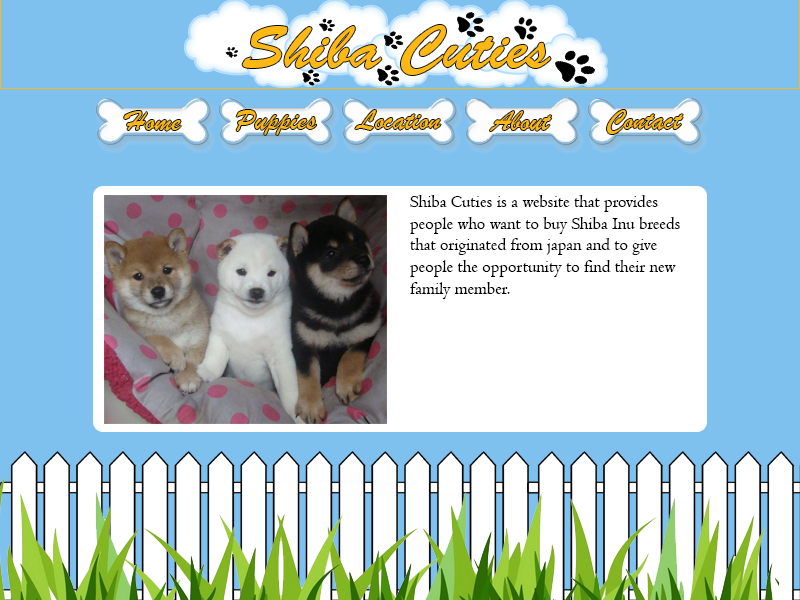 Shiba Cuties
Home Puppies Location About Contact
Shiba Cuties is a website that provides
people who want to buy Shiba Inu breeds
that originated from japan and to give
people the opportunity to find their new
family member.